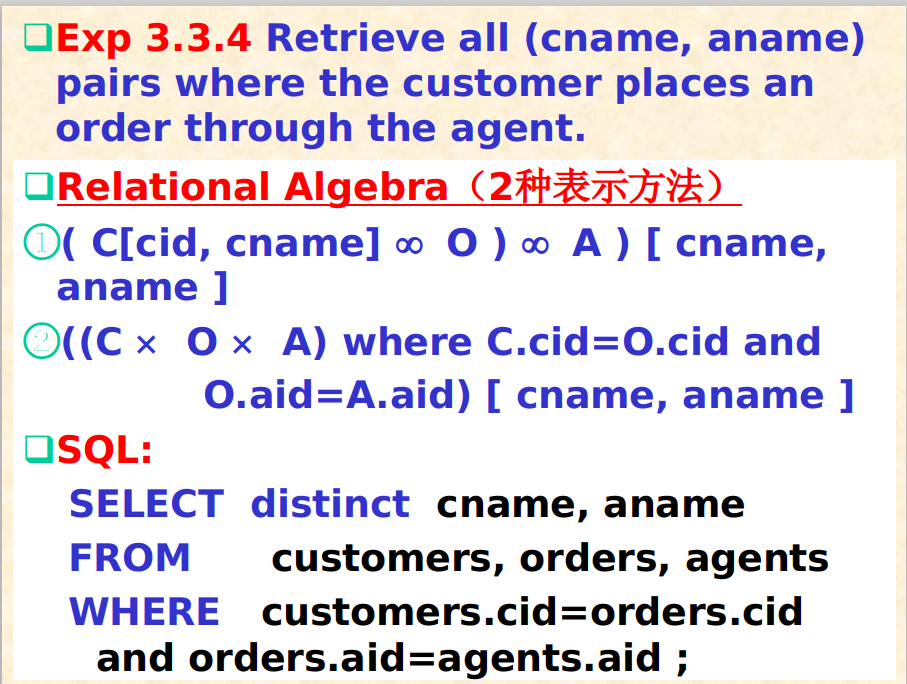 ❑Exp 3.3.4 Retrieve all (cname, aname)
pairs where the customer places an
order through the agent.
❑Relational Algebra（2种表示方法）
①( C[cid, cname] ∞ O ) ∞ A ) [ cname,
aname ]
②((C × O × A) where C.cid=O.cid and
O.aid=A.aid) [ cname, aname ]
❑SQL:
SELECT distinct cname, aname
FROM customers, orders, agents
WHERE customers.cid=orders.cid
and orders.aid=agents.aid ;